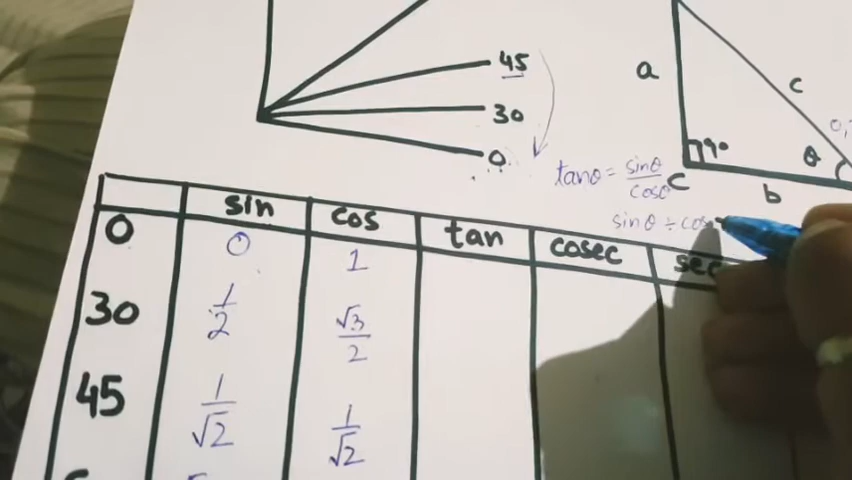 45
30
0
a
c
90
θ
C
b
tanθ = sinθ/cosθ
sinθ ÷ cos
sin cos tan cosec sec
0 0 1
30 1/2 √3/2
45 1/√2 1/√2